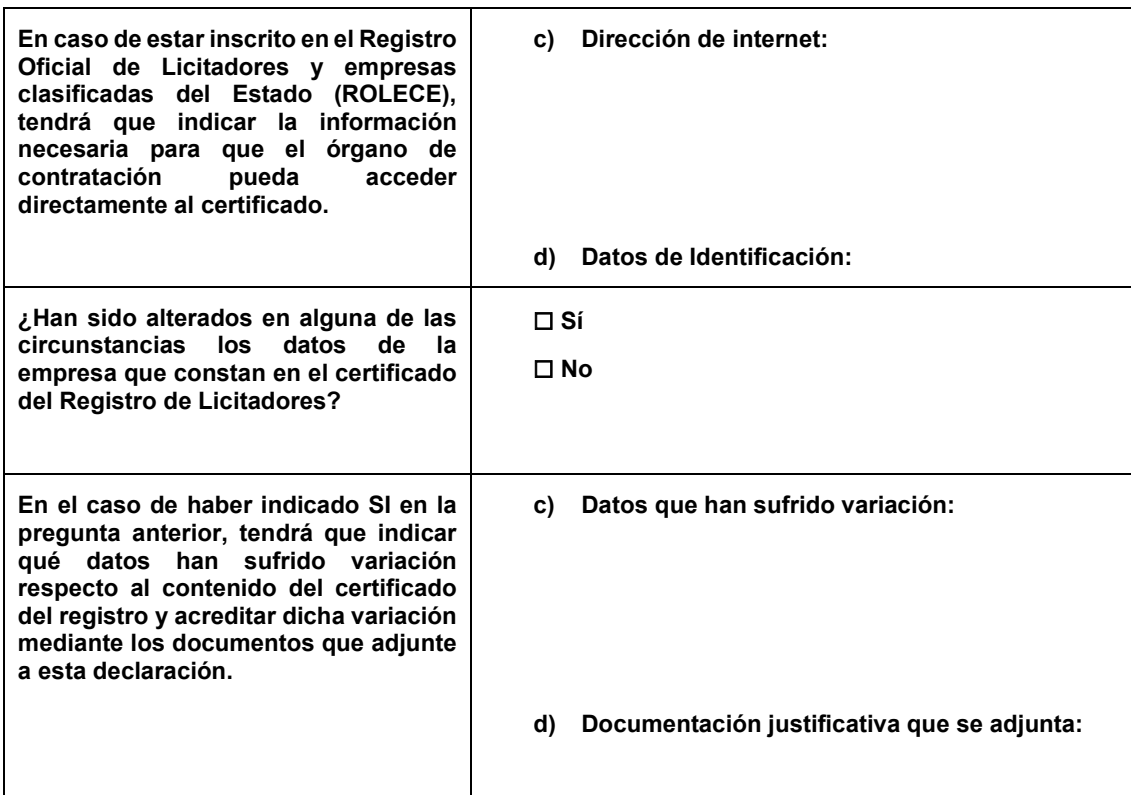 En caso de estar inscrito en el Registro
Oficial de Licitadores y empresas
clasificadas del Estado (ROLECE),
tendrá que indicar la información
necesaria para que el órgano de
contratación pueda acceder
directamente al certificado.
c) Dirección de internet:
d) Datos de Identificación:
¿Han sido alterados en alguna de las
circunstancias los datos de la
empresa que constan en el certificado
del Registro de Licitadores?
☐ Sí
☐ No
En el caso de haber indicado SI en la
pregunta anterior, tendrá que indicar
qué datos han sufrido variación
respecto al contenido del certificado
del registro y acreditar dicha variación
mediante los documentos que adjunte
a esta declaración.
c) Datos que han sufrido variación:
d) Documentación justificativa que se adjunta: